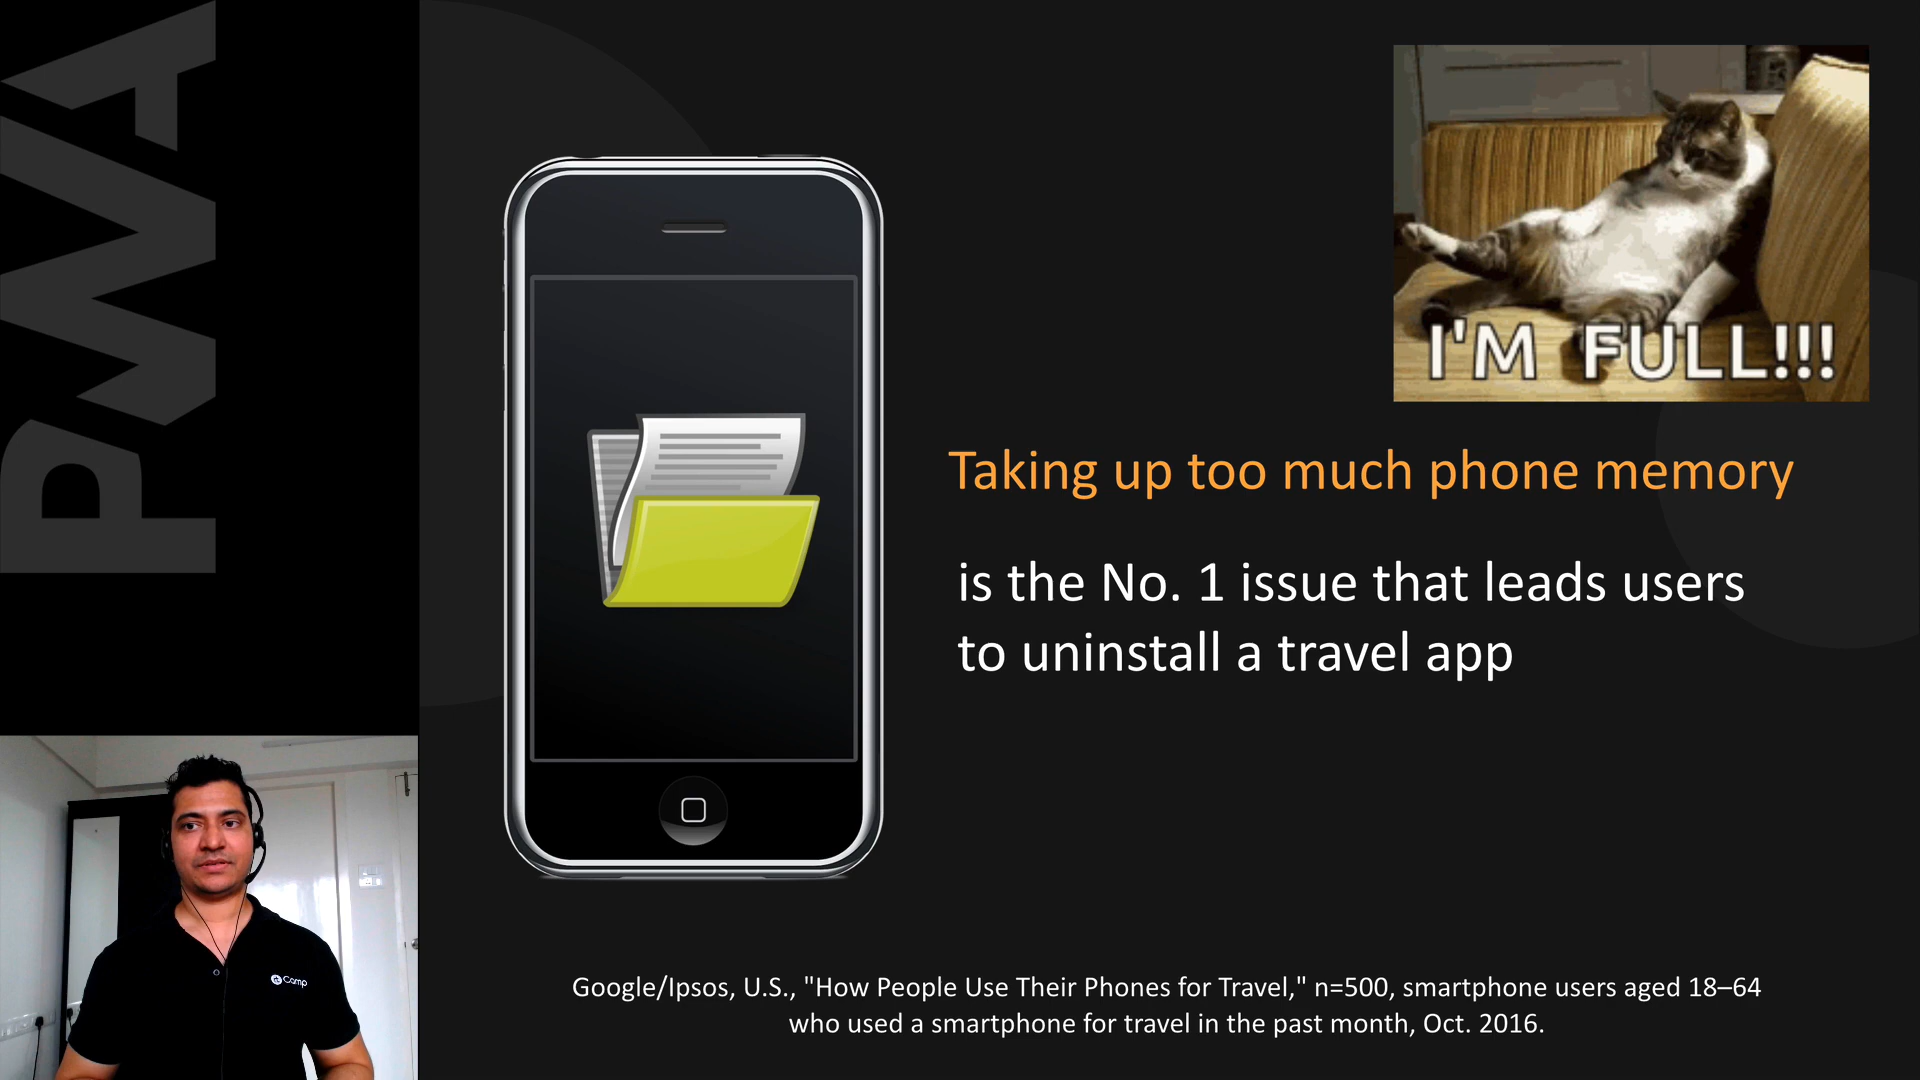 PWA
I'M FULL!!!
Taking up too much phone memory
is the No. 1 issue that leads users
to uninstall a travel app
rtCamp
Google/Ipsos, U.S., "How People Use Their Phones for Travel," n=500, smartphone users aged 18–64
who used a smartphone for travel in the past month, Oct. 2016.